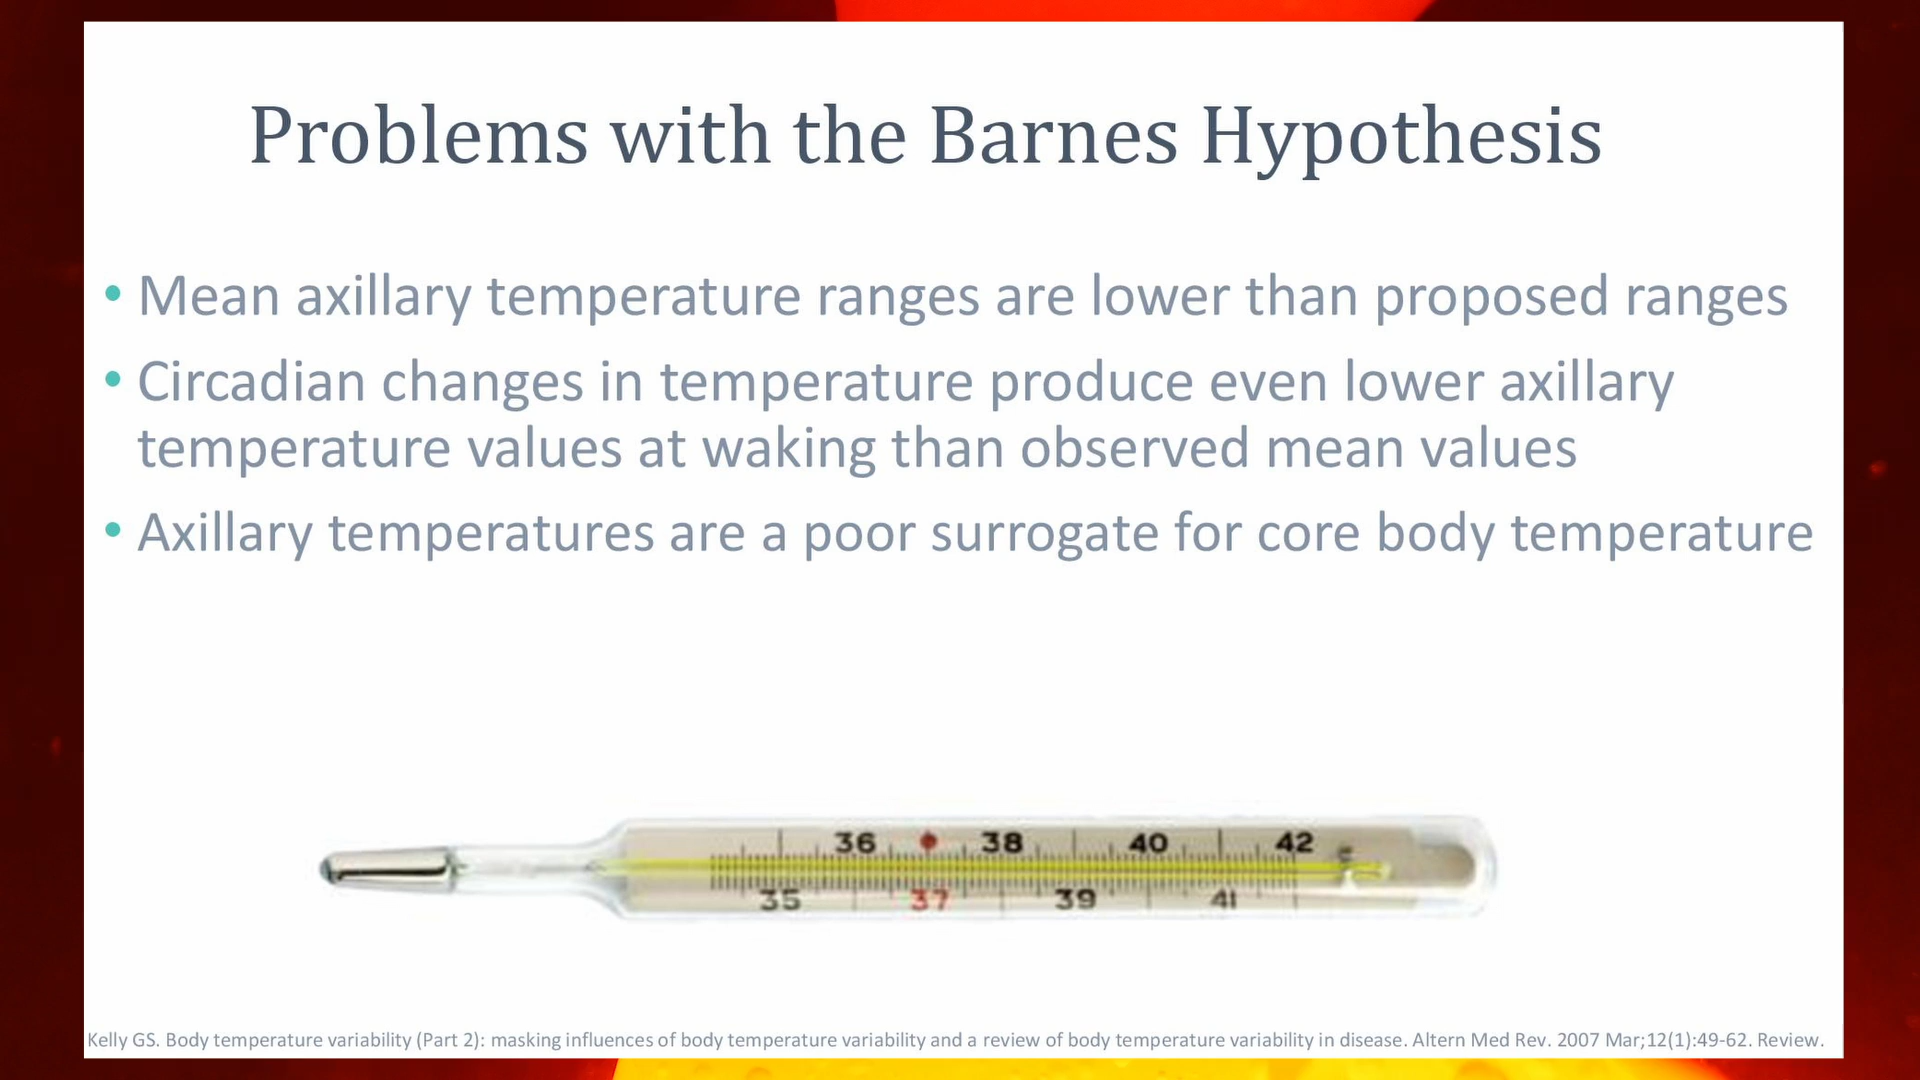 Problems with the Barnes Hypothesis
• Mean axillary temperature ranges are lower than proposed ranges
• Circadian changes in temperature produce even lower axillary
temperature values at waking than observed mean values
• Axillary temperatures are a poor surrogate for core body temperature
36 38 40 42
35 37 39 41
Kelly GS. Body temperature variability (Part 2): masking influences of body temperature variability and a review of body temperature variability in disease. Altern Med Rev. 2007 Mar;12(1):49-62. Review.